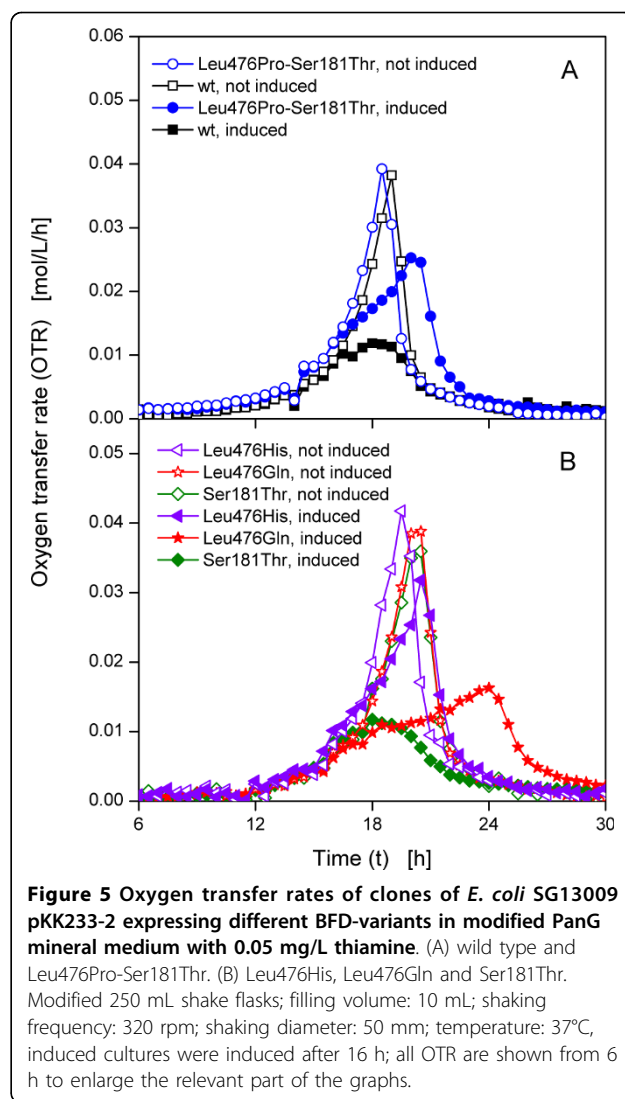 0.06
0.05
0.04
0.03
0.02
0.01
0.00
A
Leu476Pro-Ser181Thr, not induced
wt, not induced
Leu476Pro-Ser181Thr, induced
wt, induced
Oxygen transfer rate (OTR) [mol/L/h]
0.05
0.04
0.03
0.02
0.01
0.00
B
Leu476His, not induced
Leu476Gln, not induced
Ser181Thr, not induced
Leu476His, induced
Leu476Gln, induced
Ser181Thr, induced
6 12 18 24 30
Time (t) [h]
Figure 5 Oxygen transfer rates of clones of E. coli SG13009
pKK233-2 expressing different BFD-variants in modified PanG
mineral medium with 0.05 mg/L thiamine. (A) wild type and
Leu476Pro-Ser181Thr. (B) Leu476His, Leu476Gln and Ser181Thr.
Modified 250 mL shake flasks; filling volume: 10 mL; shaking
frequency: 320 rpm; shaking diameter: 50 mm; temperature: 37°C,
induced cultures were induced after 16 h; all OTR are shown from 6
h to enlarge the relevant part of the graphs.